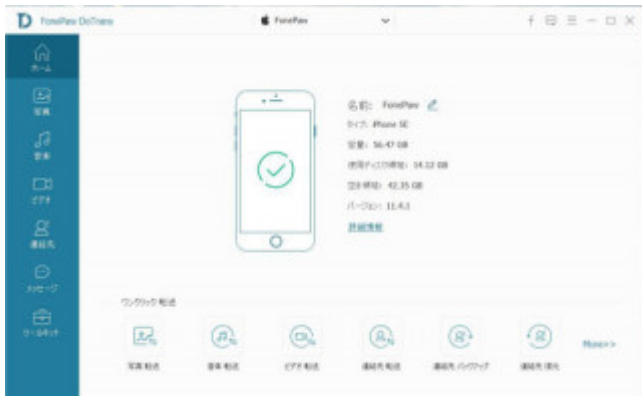 FonePaw DoTrans
FonePaw
ホーム
写真
音楽
ビデオ
連絡先
メッセージ
ツールキット
名前: FonePaw
タイプ: iPhone SE
容量: 56.47 GB
使用ディスク領域: 14.12 GB
空き領域: 42.35 GB
バージョン: 11.4.1
詳細情報
ワンクリック転送
写真 転送
音楽 転送
ビデオ 転送
連絡先 転送
連絡先 バックアップ
連絡先 復元
More>>